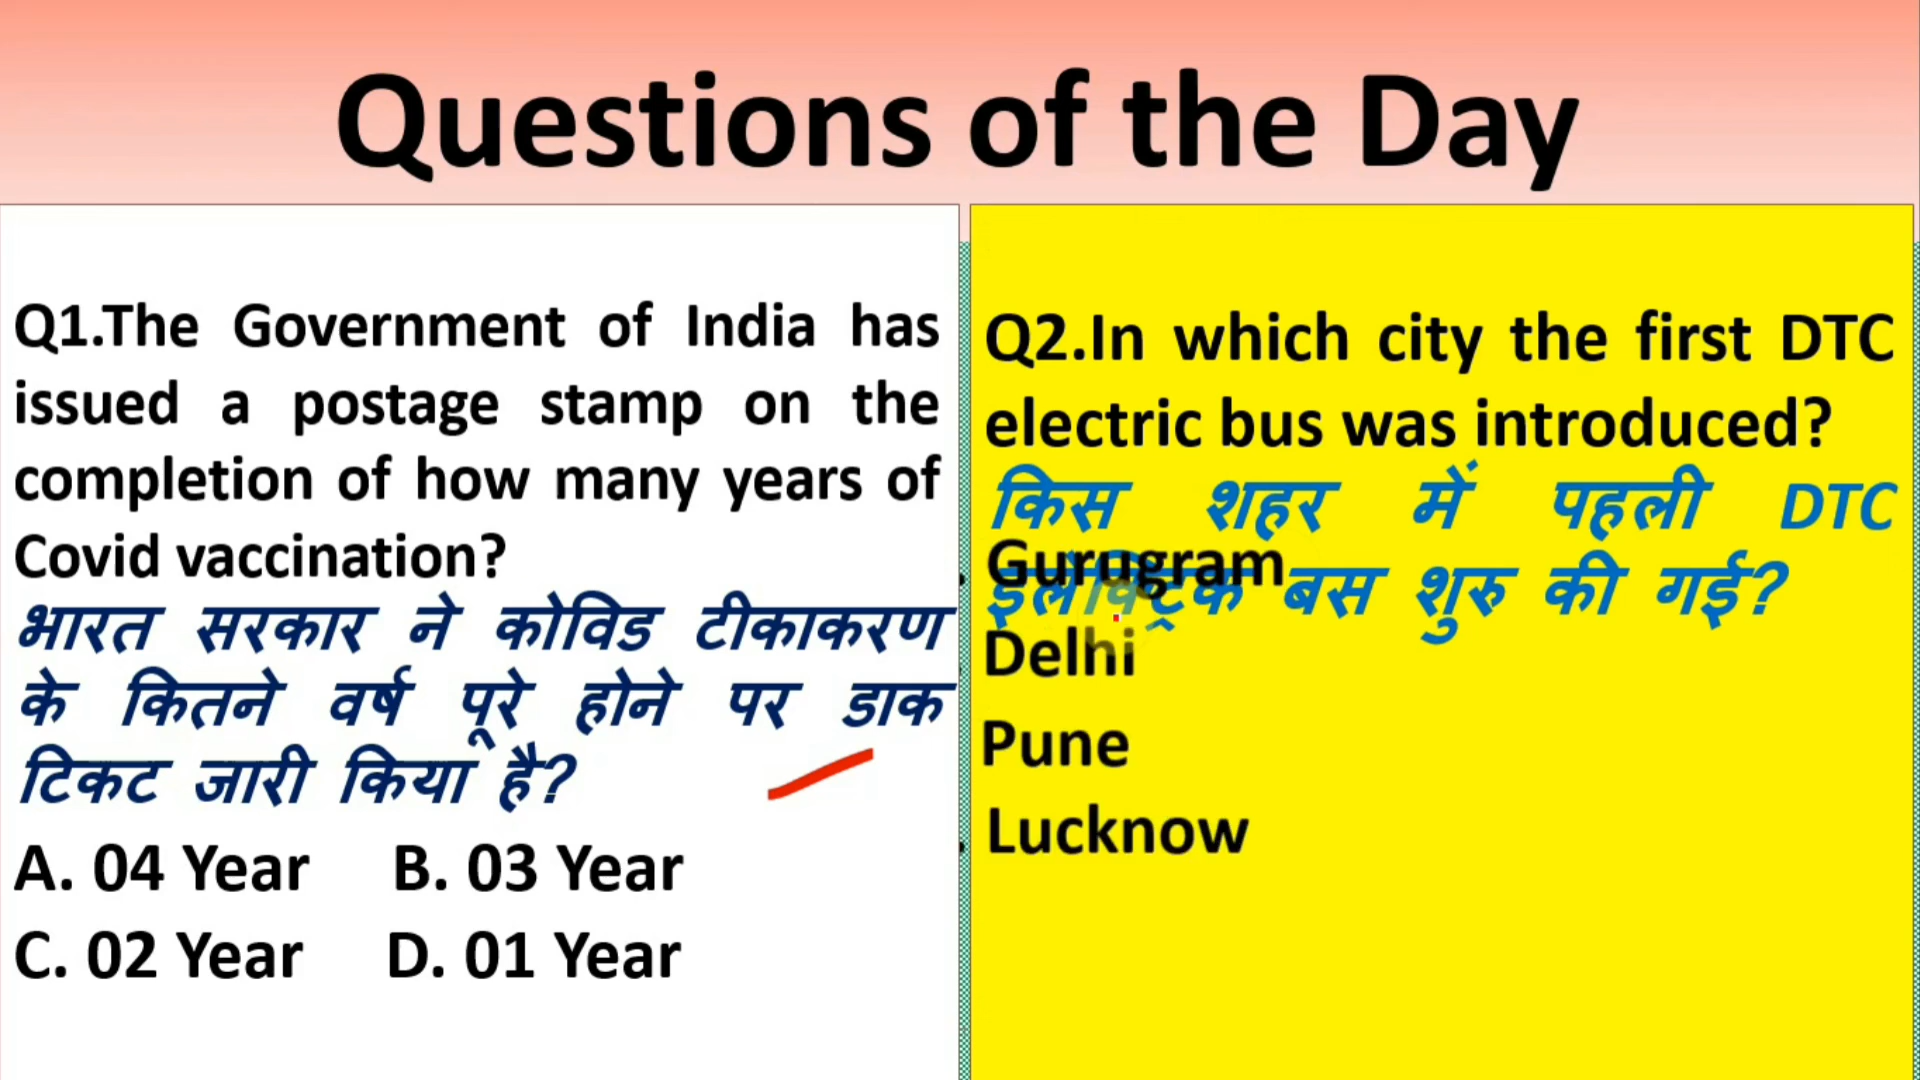 Questions of the Day
Q1.The Government of India has
issued a postage stamp on the
completion of how many years of
Covid vaccination?
भारत सरकार ने कोविड टीकाकरण
के कितने वर्ष पूरे होने पर डाक
टिकट जारी किया है?
A. 04 Year B. 03 Year
C. 02 Year D. 01 Year
Q2.In which city the first DTC
electric bus was introduced?
किस शहर में पहली DTC
इलेक्ट्रिक बस शुरु की गई?
Gurugram
Delhi
Pune
Lucknow